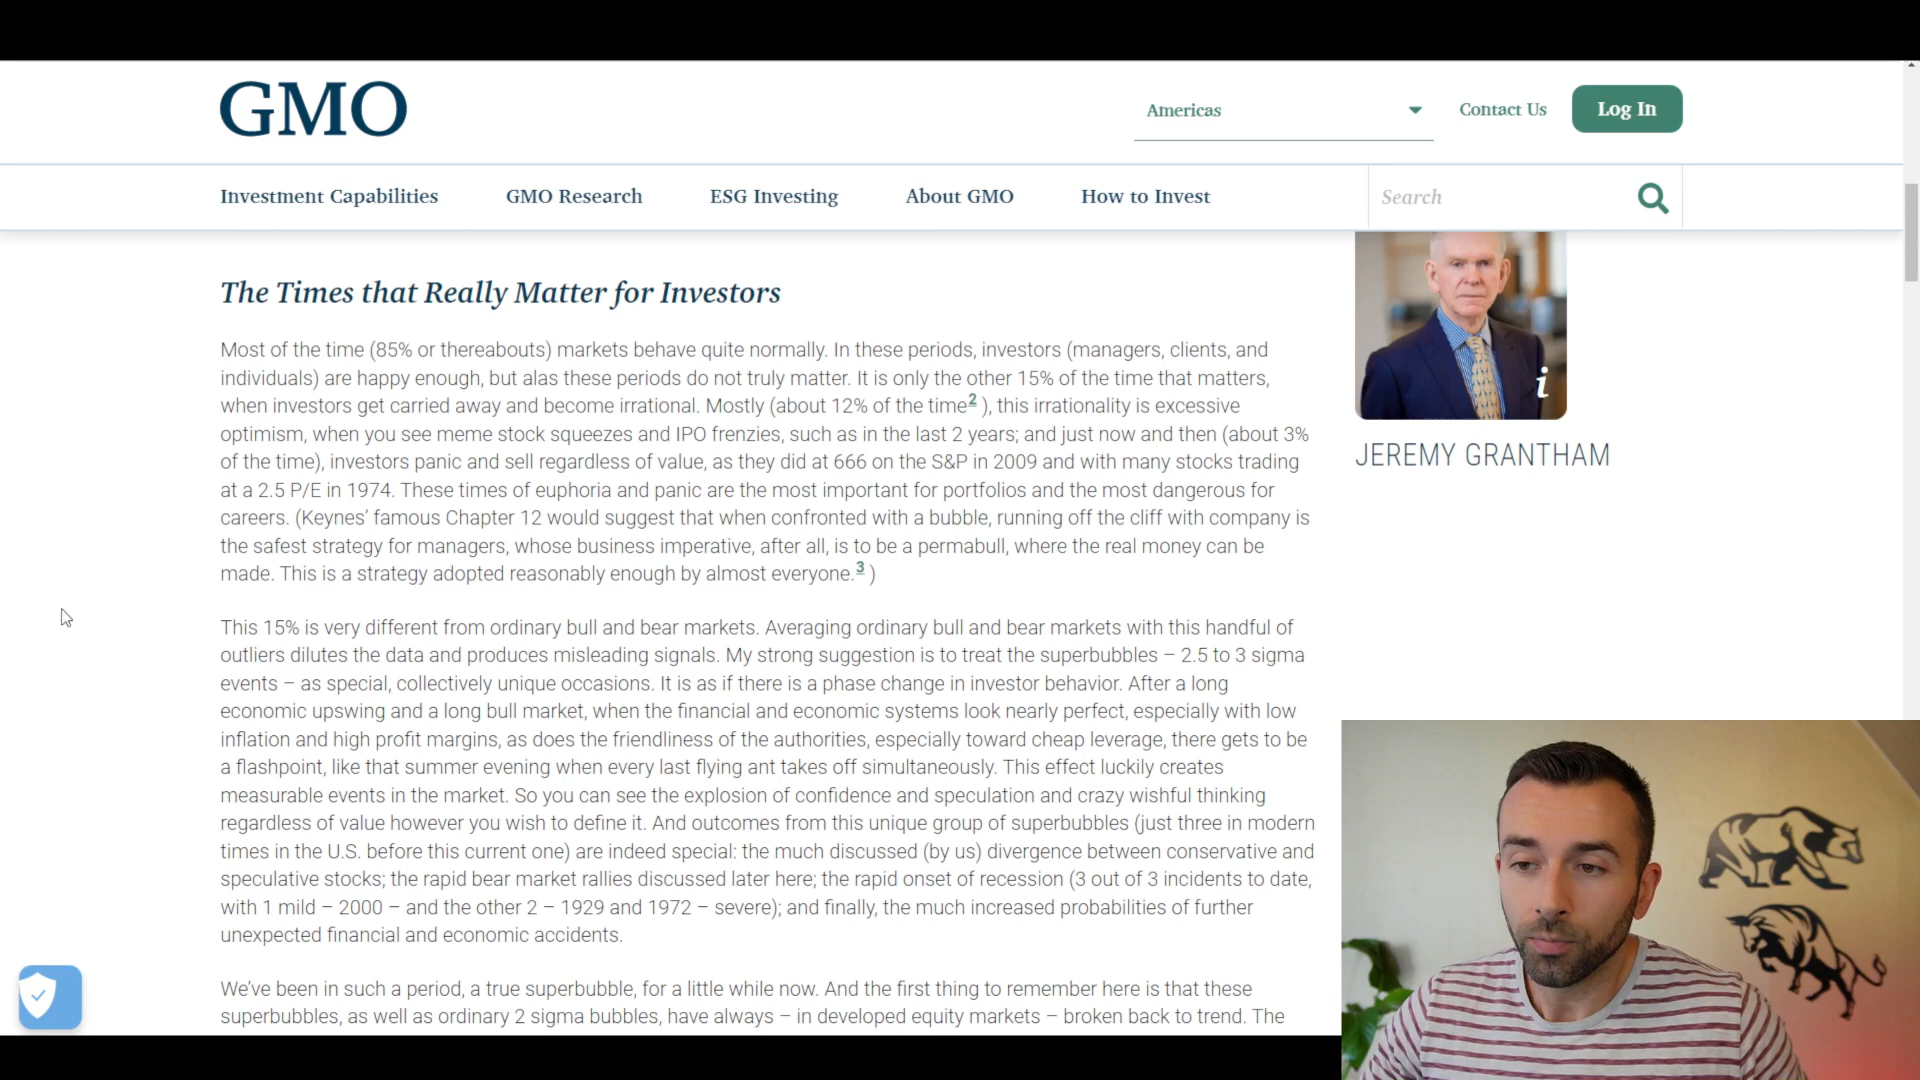 GMO
Americas
Contact Us
Log In
Investment Capabilities
GMO Research
ESG Investing
About GMO
How to Invest
Search
The Times that Really Matter for Investors
Most of the time (85% or thereabouts) markets behave quite normally. In these periods, investors (managers, clients, and
individuals) are happy enough, but alas these periods do not truly matter. It is only the other 15% of the time that matters,
when investors get carried away and become irrational. Mostly (about 12% of the time2 ), this irrationality is excessive
optimism, when you see meme stock squeezes and IPO frenzies, such as in the last 2 years; and just now and then (about 3%
of the time), investors panic and sell regardless of value, as they did at 666 on the S&P in 2009 and with many stocks trading
at a 2.5 P/E in 1974. These times of euphoria and panic are the most important for portfolios and the most dangerous for
careers. (Keynes’ famous Chapter 12 would suggest that when confronted with a bubble, running off the cliff with company is
the safest strategy for managers, whose business imperative, after all, is to be a permabull, where the real money can be
made. This is a strategy adopted reasonably enough by almost everyone.3 )
i
JEREMY GRANTHAM
This 15% is very different from ordinary bull and bear markets. Averaging ordinary bull and bear markets with this handful of
outliers dilutes the data and produces misleading signals. My strong suggestion is to treat the superbubbles – 2.5 to 3 sigma
events – as special, collectively unique occasions. It is as if there is a phase change in investor behavior. After a long
economic upswing and a long bull market, when the financial and economic systems look nearly perfect, especially with low
inflation and high profit margins, as does the friendliness of the authorities, especially toward cheap leverage, there gets to be
a flashpoint, like that summer evening when every last flying ant takes off simultaneously. This effect luckily creates
measurable events in the market. So you can see the explosion of confidence and speculation and crazy wishful thinking
regardless of value however you wish to define it. And outcomes from this unique group of superbubbles (just three in modern
times in the U.S. before this current one) are indeed special: the much discussed (by us) divergence between conservative and
speculative stocks; the rapid bear market rallies discussed later here; the rapid onset of recession (3 out of 3 incidents to date,
with 1 mild – 2000 – and the other 2 – 1929 and 1972 – severe); and finally, the much increased probabilities of further
unexpected financial and economic accidents.
We’ve been in such a period, a true superbubble, for a little while now. And the first thing to remember here is that these
superbubbles, as well as ordinary 2 sigma bubbles, have always – in developed equity markets – broken back to trend. The